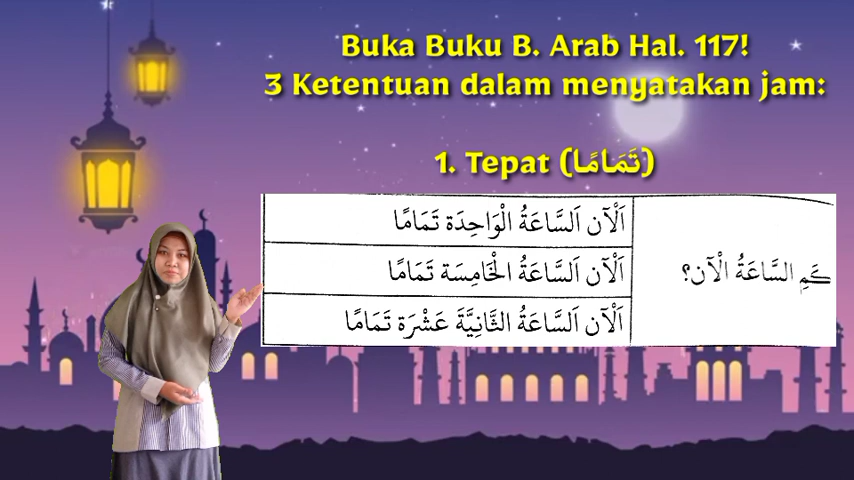 Buka Buku B. Arab Hal. 117!
3 Ketentuan dalam menyatakan jam:
1. Tepat (تَمَامًا)
كَمِ السَّاعَةُ الْآن؟
اَلْآن اَلسَّاعَةُ الْوَاحِدَة تَمَامًا
اَلْآن اَلسَّاعَةُ الْخَامِسَة تَمَامًا
اَلْآن اَلسَّاعَةُ الثَّانِيَّةَ عَشْرَة تَمَامًا